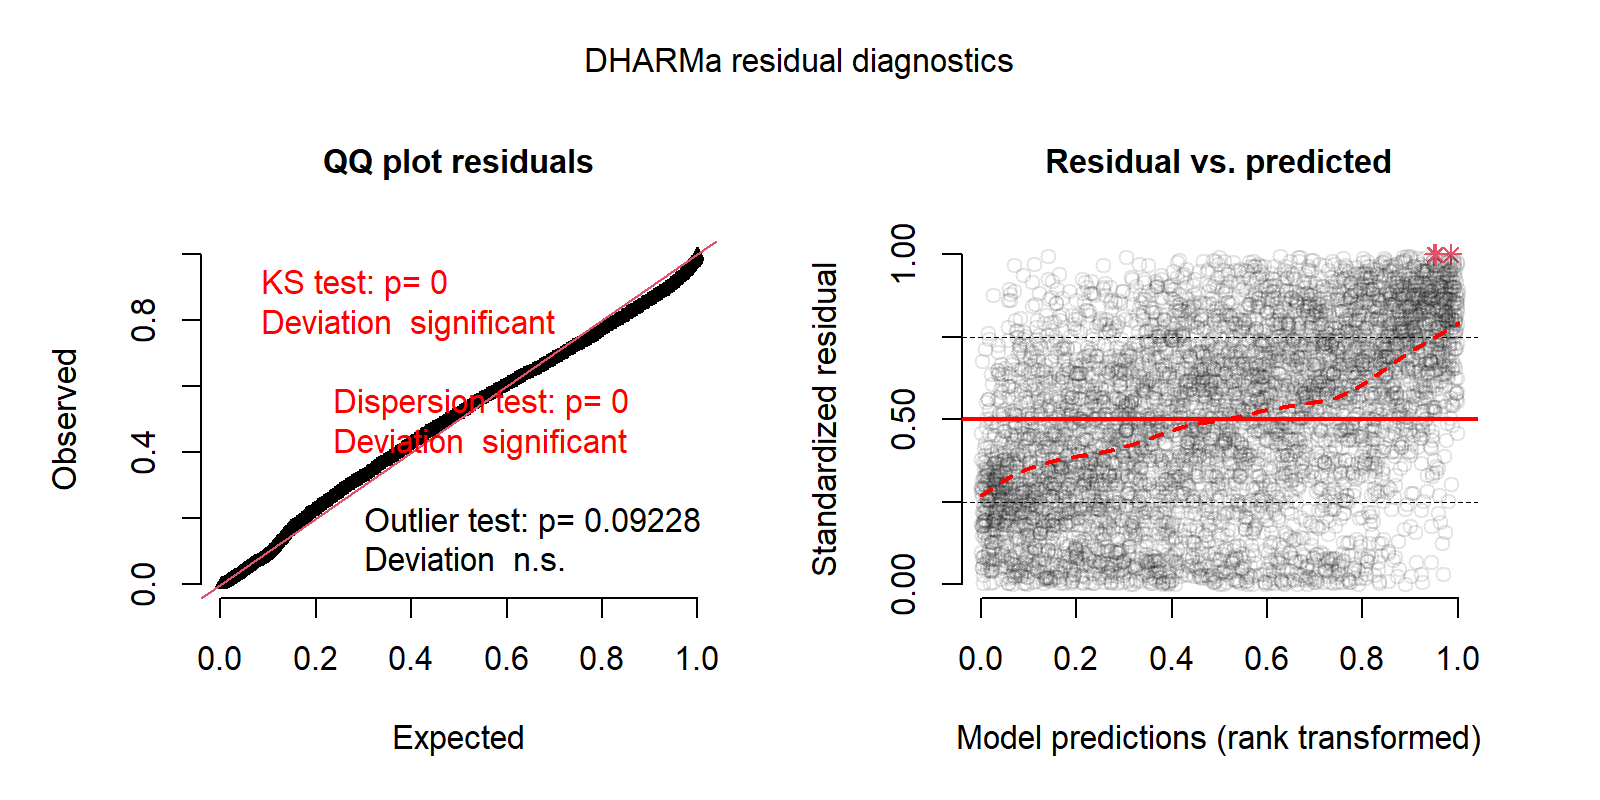 DHARMa residual diagnostics
QQ plot residuals
KS test: p= 0
Deviation  significant
Dispersion test: p= 0
Deviation  significant
Outlier test: p= 0.09228
Deviation  n.s.
Observed
0.0
0.4
0.8
0.0 0.2 0.4 0.6 0.8 1.0
Expected
Residual vs. predicted
Standardized residual
0.00
0.50
1.00
0.0 0.2 0.4 0.6 0.8 1.0
Model predictions (rank transformed)